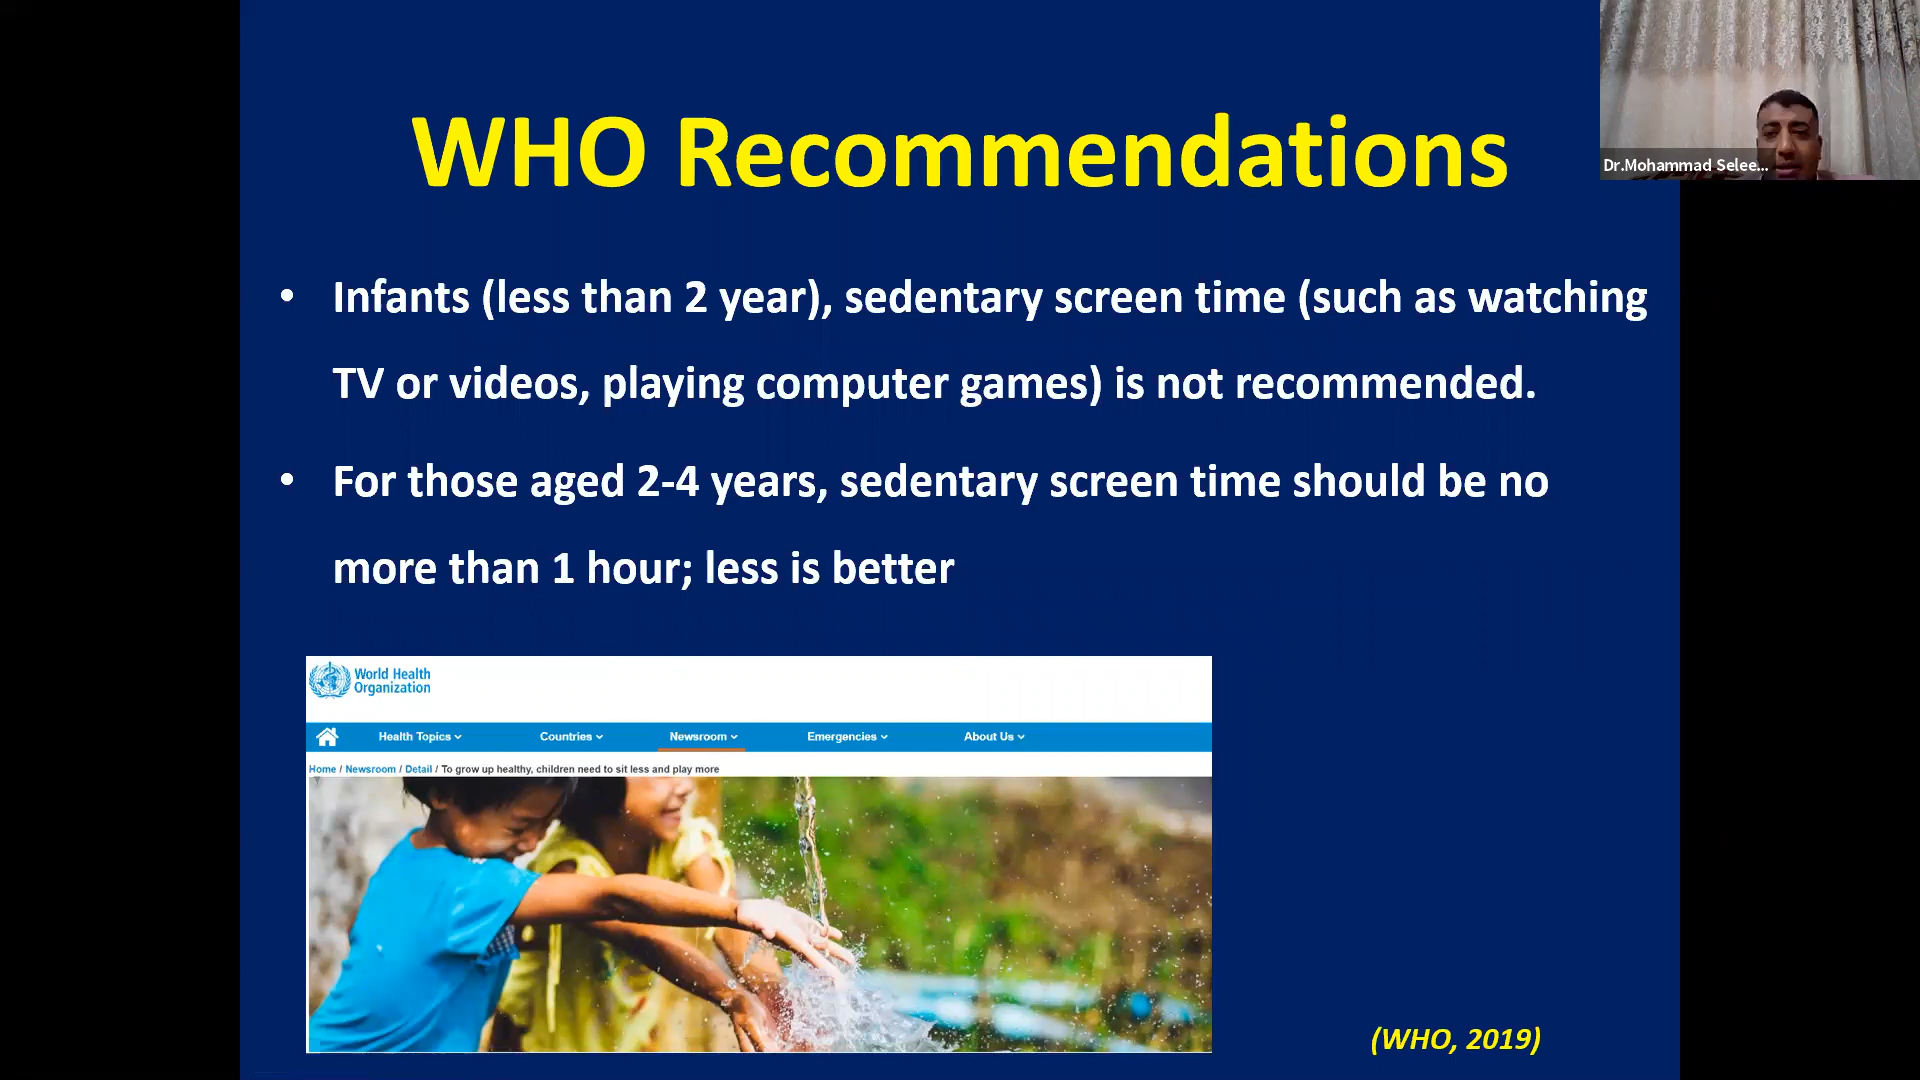 WHO Recommendations
Dr.Mohammad Selee...
• Infants (less than 2 year), sedentary screen time (such as watching
TV or videos, playing computer games) is not recommended.
• For those aged 2-4 years, sedentary screen time should be no
more than 1 hour; less is better
World Health
Organization
Health Topics Countries Newsroom Emergencies About Us
Home / Newsroom / Detail / To grow up healthy, children need to sit less and play more
(WHO, 2019)